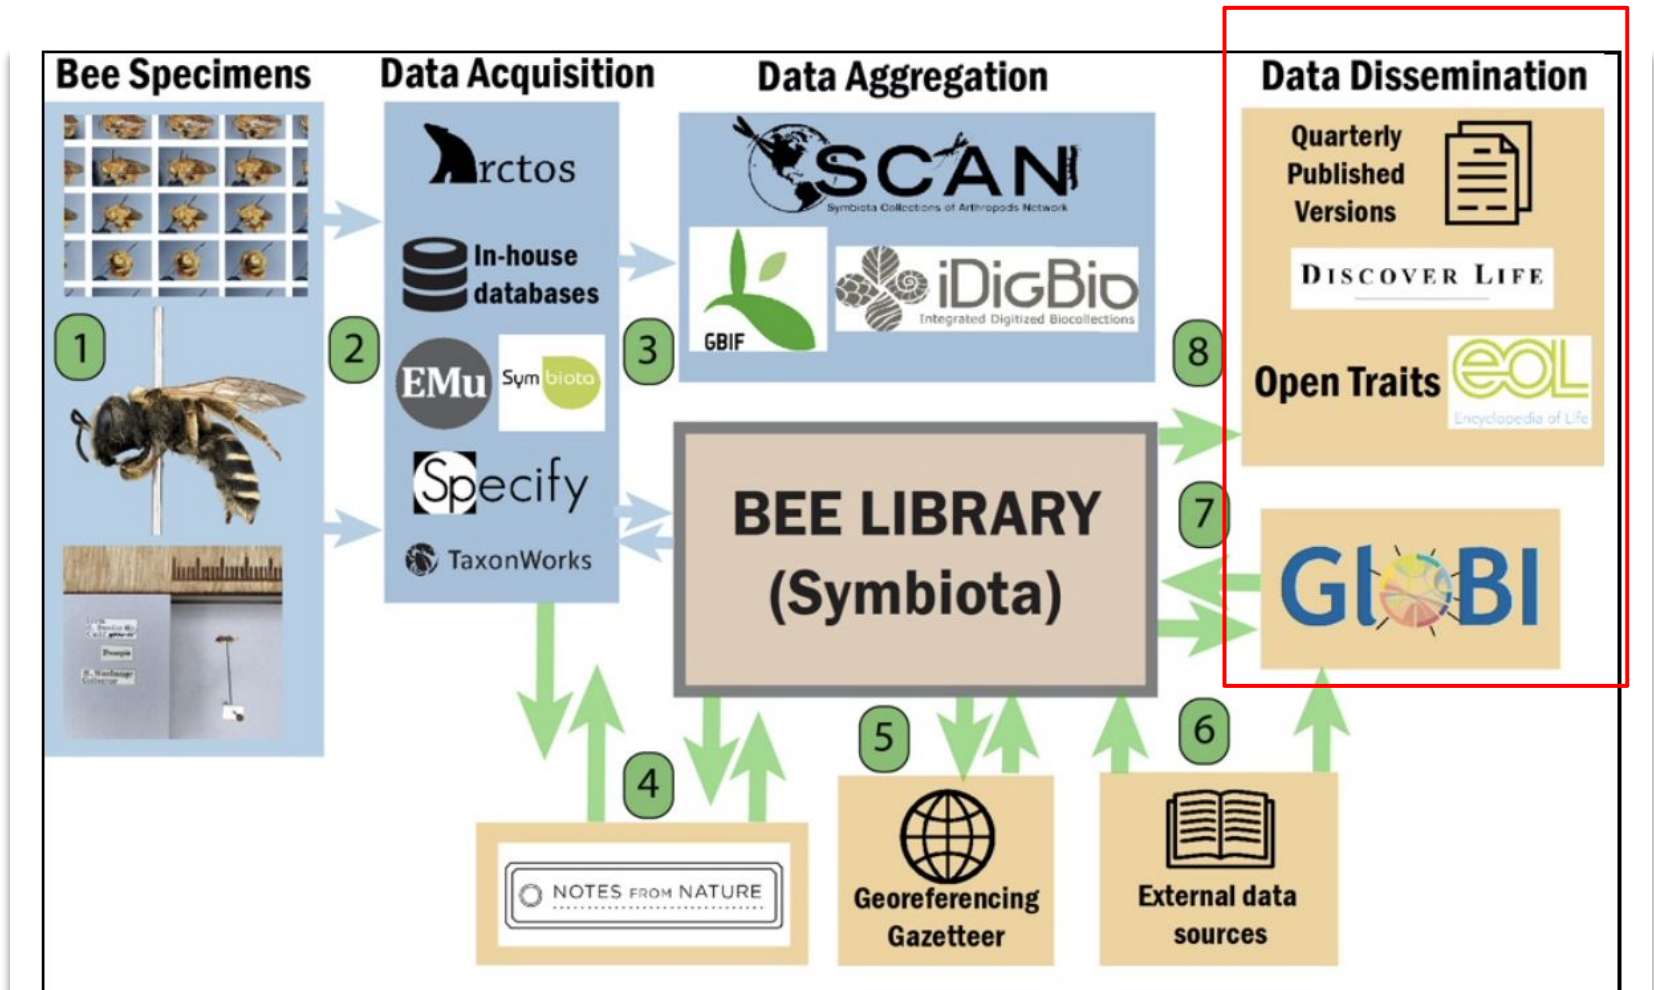 Bee Specimens
Data Acquisition
Data Aggregation
Data Dissemination
1
2
Arctos
In-house
databases
EMu
Symbiota
Specify
TaxonWorks
3
SCAN
Symbiota Collections of Arthropods Network
GBIF
iDigBio
Integrated Digitized Biocollections
8
Quarterly
Published
Versions
DISCOVER LIFE
Open Traits
eOL
Encyclopedia of Life
BEE LIBRARY
(Symbiota)
7
GloBI
4
NOTES FROM NATURE
5
Georeferencing
Gazetteer
6
External data
sources